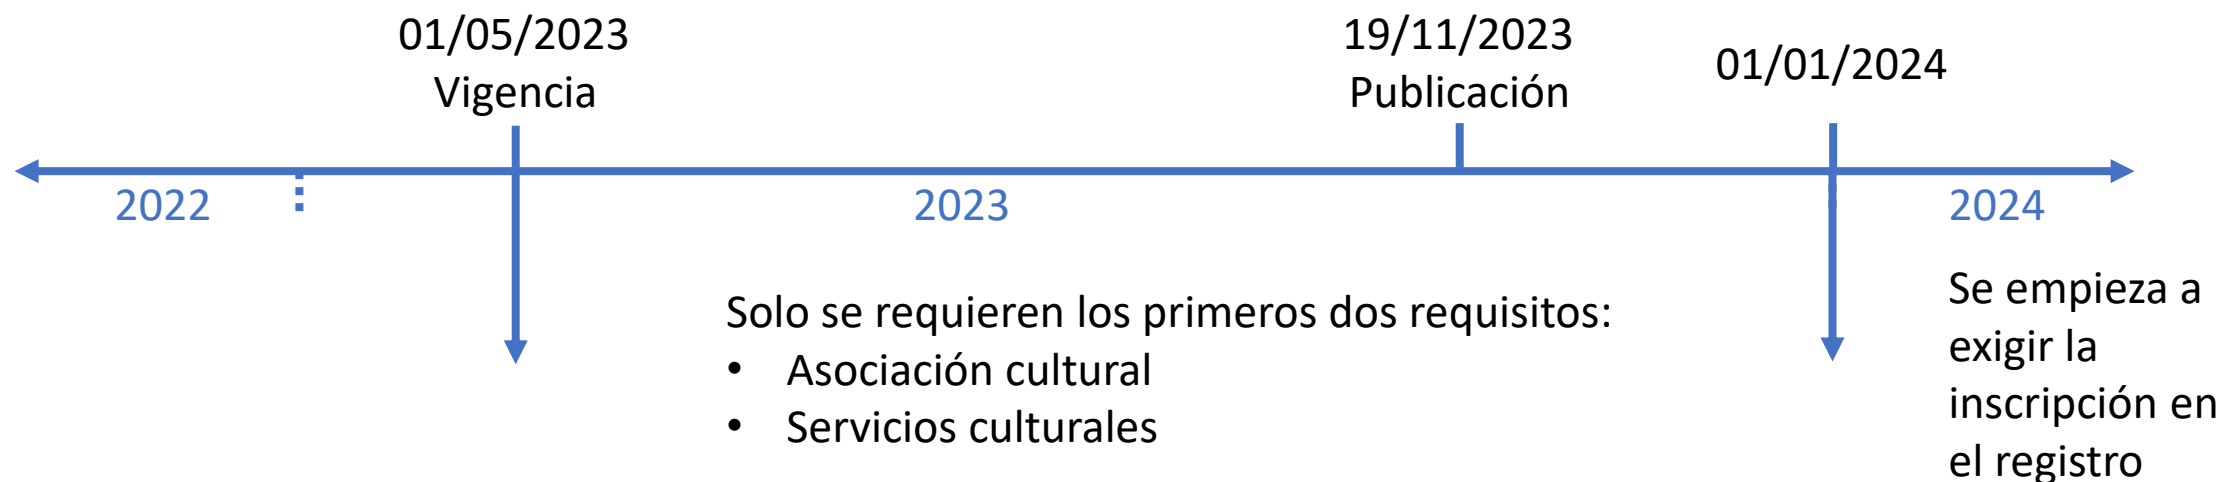 01/05/2023
Vigencia
19/11/2023
Publicación
01/01/2024
2022
2023
2024
Solo se requieren los primeros dos requisitos:
• Asociación cultural
• Servicios culturales
Se empieza a
exigir la
inscripción en
el registro